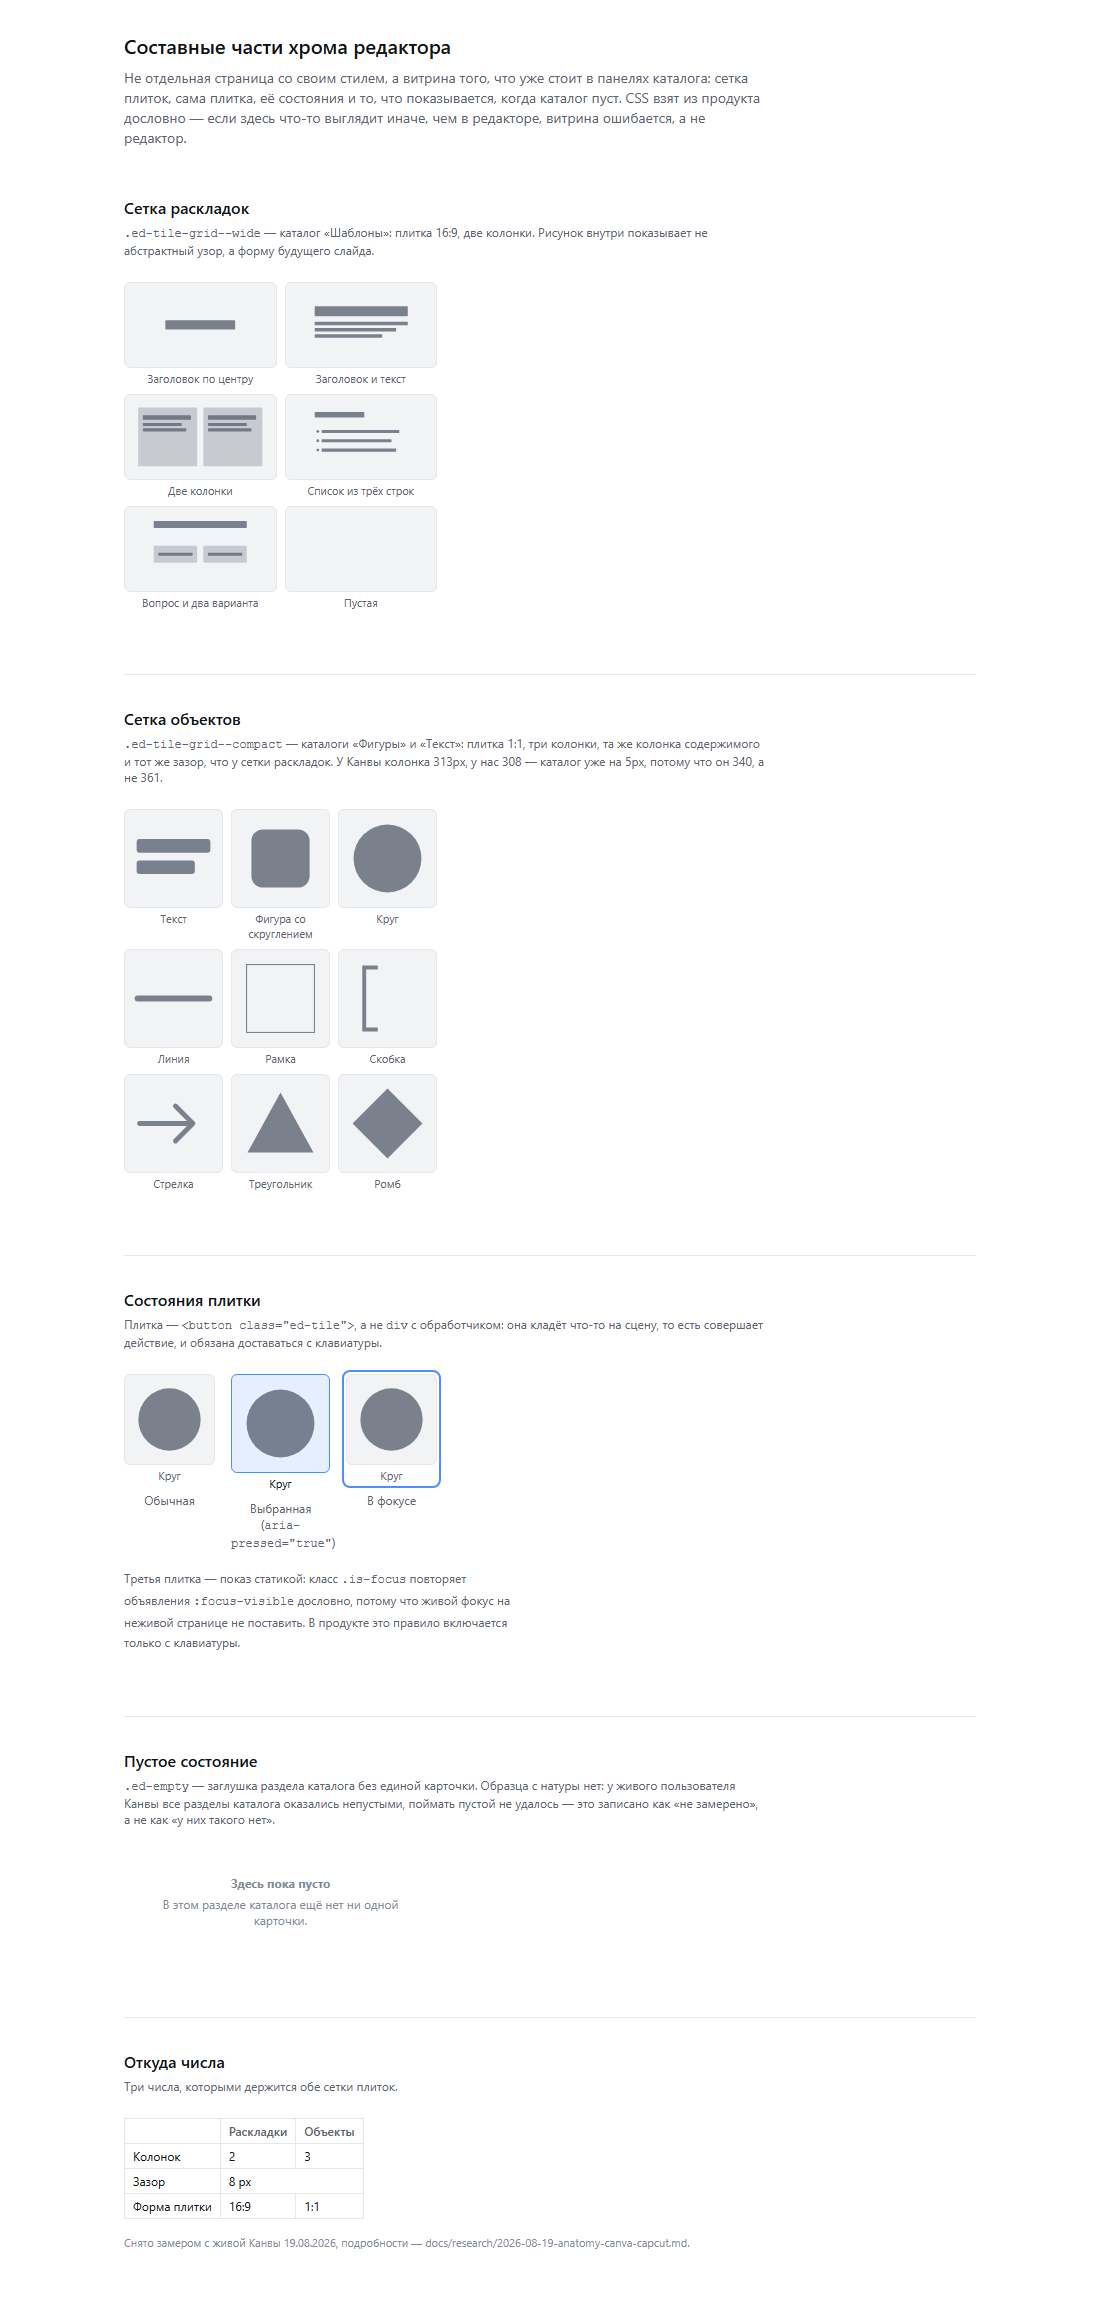 Составные части хрома редактора
Не отдельная страница со своим стилем, а витрина того, что уже стоит в панелях каталога: сетка
плиток, сама плитка, её состояния и то, что показывается, когда каталог пуст. CSS взят из продукта
дословно — если здесь что-то выглядит иначе, чем в редакторе, витрина ошибается, а не
редактор.
Сетка раскладок
.ed-tile-grid--wide — каталог «Шаблоны»: плитка 16:9, две колонки. Рисунок внутри показывает не
абстрактный узор, а форму будущего слайда.
Заголовок по центру
Заголовок и текст
Две колонки
Список из трёх строк
Вопрос и два варианта
Пустая
Сетка объектов
.ed-tile-grid--compact — каталоги «Фигуры» и «Текст»: плитка 1:1, три колонки, та же колонка содержимого
и тот же зазор, что у сетки раскладок. У Канвы колонка 313px, у нас 308 — каталог уже на 5px, потому что он 340, а
не 361.
Текст
Фигура со
скруглением
Круг
Линия
Рамка
Скобка
Стрелка
Треугольник
Ромб
Состояния плитки
Плитка — <button class="ed-tile">, а не div с обработчиком: она кладёт что-то на сцену, то есть совершает
действие, и обязана доставаться с клавиатуры.
Круг
Обычная
Круг
Выбранная
(aria-
pressed="true")
Круг
В фокусе
Третья плитка — показ статикой: класс .is-focus повторяет
объявления :focus-visible дословно, потому что живой фокус на
неживой странице не поставить. В продукте это правило включается
только с клавиатуры.
Пустое состояние
.ed-empty — заглушка раздела каталога без единой карточки. Образца с натуры нет: у живого пользователя
Канвы все разделы каталога оказались непустыми, поймать пустой не удалось — это записано как «не замерено»,
а не как «у них такого нет».
Здесь пока пусто
В этом разделе каталога ещё нет ни одной
карточки.
Откуда числа
Три числа, которыми держится обе сетки плиток.
Раскладки Объекты
Колонок 2 3
Зазор 8 px
Форма плитки 16:9 1:1
Снято замером с живой Канвы 19.08.2026, подробности — docs/research/2026-08-19-anatomy-canva-capcut.md.